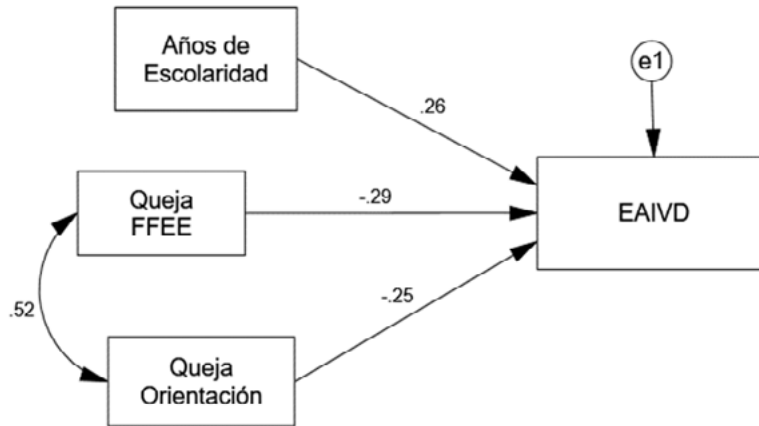 Años de
Escolaridad
e1
.26
Queja
FFEE
-.29
EAIVD
.52
-.25
Queja
Orientación